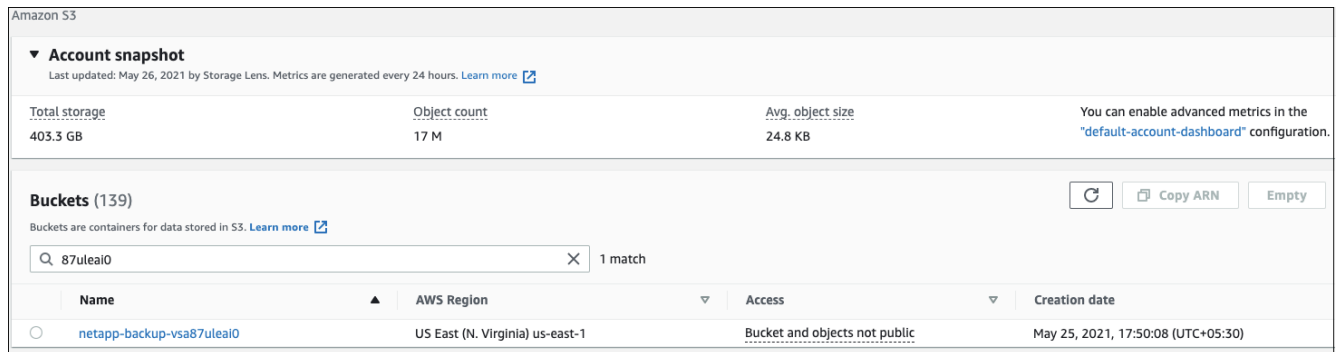 Amazon S3
Account snapshot
Last updated: May 26, 2021 by Storage Lens. Metrics are generated every 24 hours. Learn more
Total storage Object count Avg. object size You can enable advanced metrics in the
403.3 GB 17 M 24.8 KB "default-account-dashboard" configuration.
Buckets (139) Copy ARN Empty
Buckets are containers for data stored in S3. Learn more
87uleai0 1 match
Name AWS Region Access Creation date
netapp-backup-vsa87uleai0 US East (N. Virginia) us-east-1 Bucket and objects not public May 25, 2021, 17:50:08 (UTC+05:30)